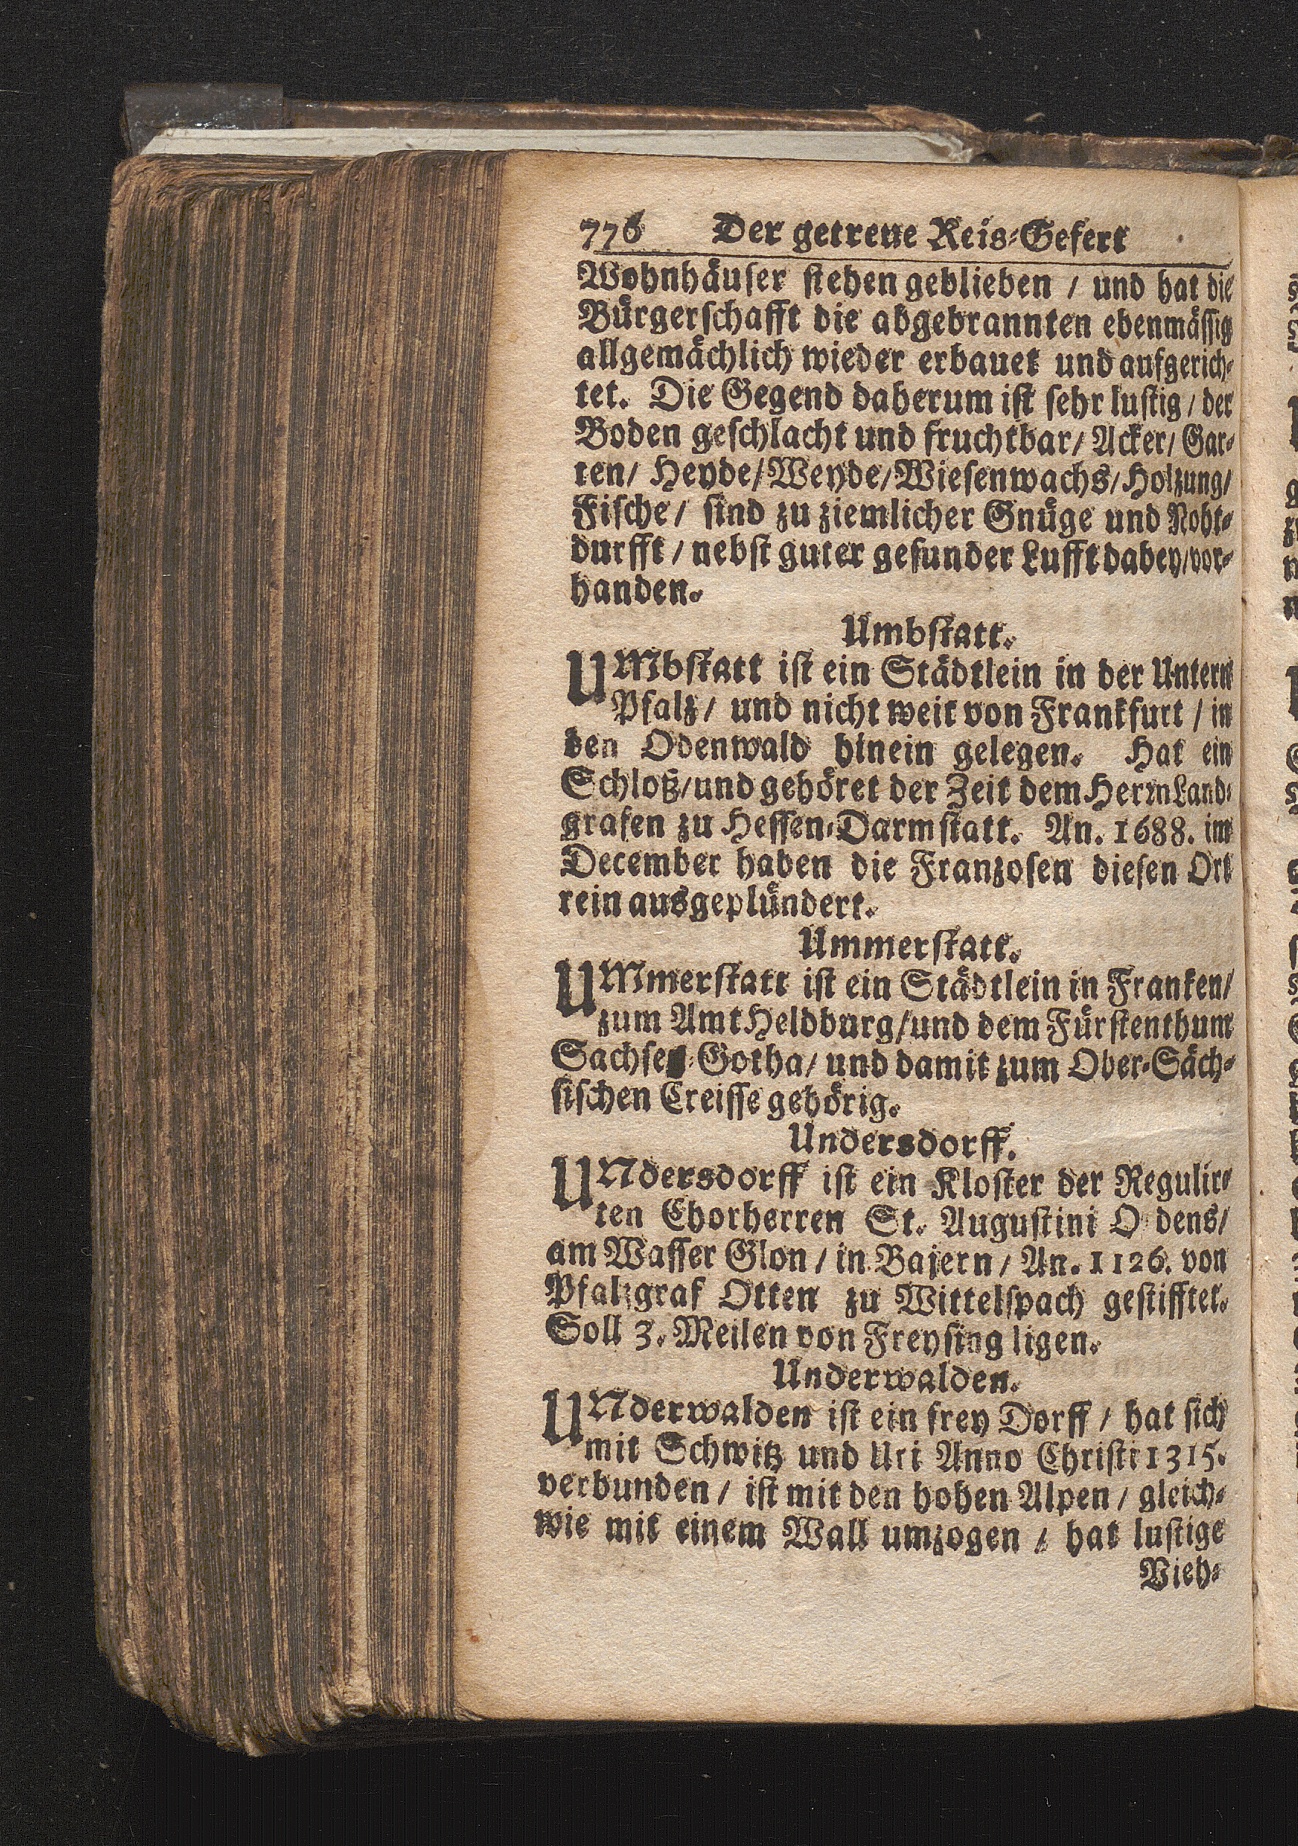 776 Der getreue Reis-Gefert
Wohnhäuser stehen geblieben / und hat die
Bürgerschafft die abgebrannten ebenmässig
allgemächlich wieder erbauet und aufgerich-
tet. Die Gegend daherum ist sehr lustig / der
Boden geschlacht und fruchtbar / Acker / Gar-
ten / Heyde / Weyde / Wiesenwachs / Holzung /
Fische / sind zu ziemlicher Gnüge und Noht-
durfft / nebst guter gesunder Lufft dabey / vor-
handen.
Umbstatt.
UMbstatt ist ein Städtlein in der Untern
Pfalz / und nicht weit von Frankfurt / in
den Odenwald hinein gelegen. Hat ein
Schloß / und gehöret der Zeit dem Herrn Land-
grafen zu Hessen-Darmstatt. An. 1688. im
December haben die Franzosen diesen Ort
rein ausgeplündert.
Ummerstatt.
UMmerstatt ist ein Städtlein in Franken /
zum Amt Heldburg / und dem Fürstenthum
Sachsen-Gotha / und damit zum Ober-Säch-
sischen Creisse gehörig.
Undersdorff.
UNdersdorff ist ein Kloster der Regulir-
ten Chorherren St. Augustini O dens /
am Wasser Glon / in Bajern / An. 1126. von
Pfalzgraf Otten zu Wittelspach gestifftet.
Soll 3. Meilen von Freysing ligen.
Underwalden.
UNderwalden ist ein frey Dorff / hat sich
mit Schwitz und Uri Anno Christi 1315.
verbunden / ist mit den hohen Alpen / gleich-
wie mit einem Wall umzogen / hat lustige
Vieh-